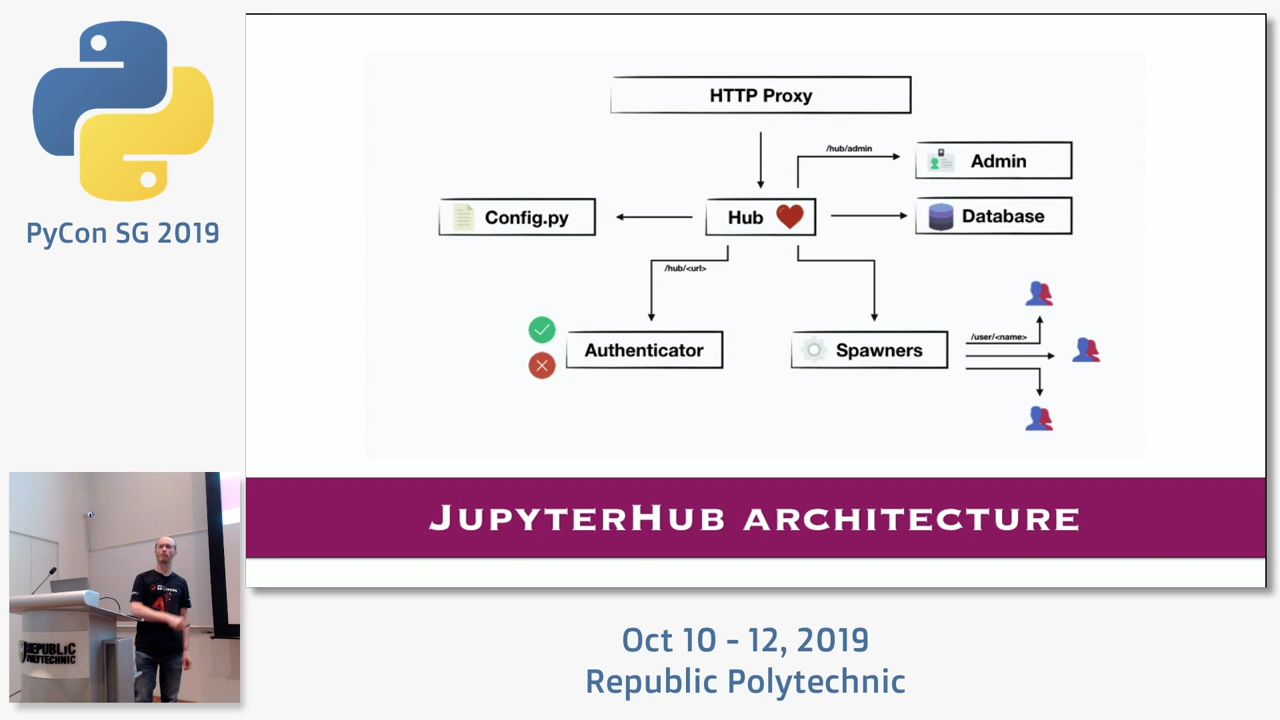 PyCon SG 2019
HTTP Proxy
/hub/admin
Admin
Config.py
Hub
Database
/hub/<url>
Authenticator
Spawners
/user/<name>
JUPYTERHUB ARCHITECTURE
REPUBLIC
POLYTECHNIC
Oct 10 - 12, 2019
Republic Polytechnic